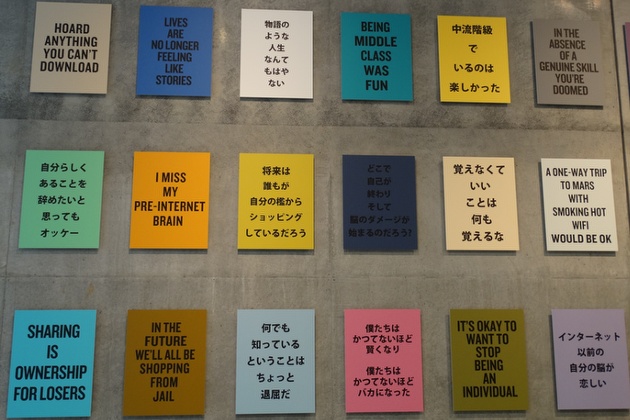 HOARD
ANYTHING
YOU CAN'T
DOWNLOAD
LIVES
ARE
NO LONGER
FEELING
LIKE
STORIES
物語の
ような
人生
なんて
もはや
ない
BEING
MIDDLE
CLASS
WAS
FUN
中流階級
で
いるのは
楽しかった
IN THE
ABSENCE
OF A
GENUINE SKILL
YOU'RE
DOOMED
自分らしく
あることを
辞めたいと
思っても
オッケー
I MISS
MY
PRE-INTERNET
BRAIN
将来は
誰もが
自分の檻から
ショッピング
しているだろう
どこで
自己が
終わり
そして
脳のダメージが
始まるのだろう?
覚えなくて
いい
ことは
何も
覚えるな
A ONE-WAY TRIP
TO MARS
WITH
SMOKING HOT
WIFI
WOULD BE OK
SHARING
IS
OWNERSHIP
FOR LOSERS
IN THE
FUTURE
WE'LL ALL BE
SHOPPING
FROM
JAIL
何でも
知っている
ということは
ちょっと
退屈だ
僕たちは
かつてないほど
賢くなり
僕たちは
かつてないほど
バカになった
IT'S OKAY TO
WANT TO
STOP
BEING
AN
INDIVIDUAL
インターネット
以前の
自分の脳が
恋しい